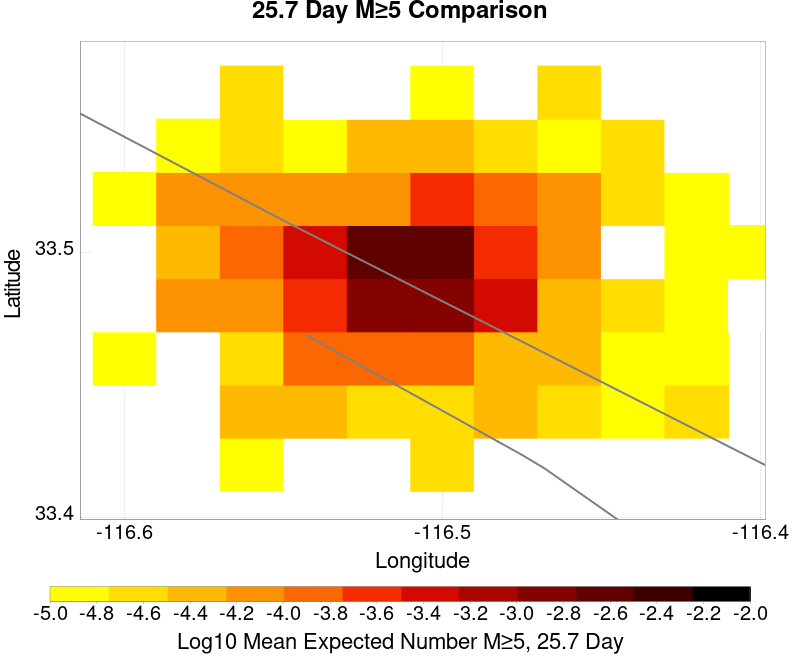 25.7 Day M≥5 Comparison
Latitude
33.5
33.4
-116.6 -116.5 -116.4
Longitude
-5.0 -4.8 -4.6 -4.4 -4.2 -4.0 -3.8 -3.6 -3.4 -3.2 -3.0 -2.8 -2.6 -2.4 -2.2 -2.0
Log10 Mean Expected Number M≥5, 25.7 Day